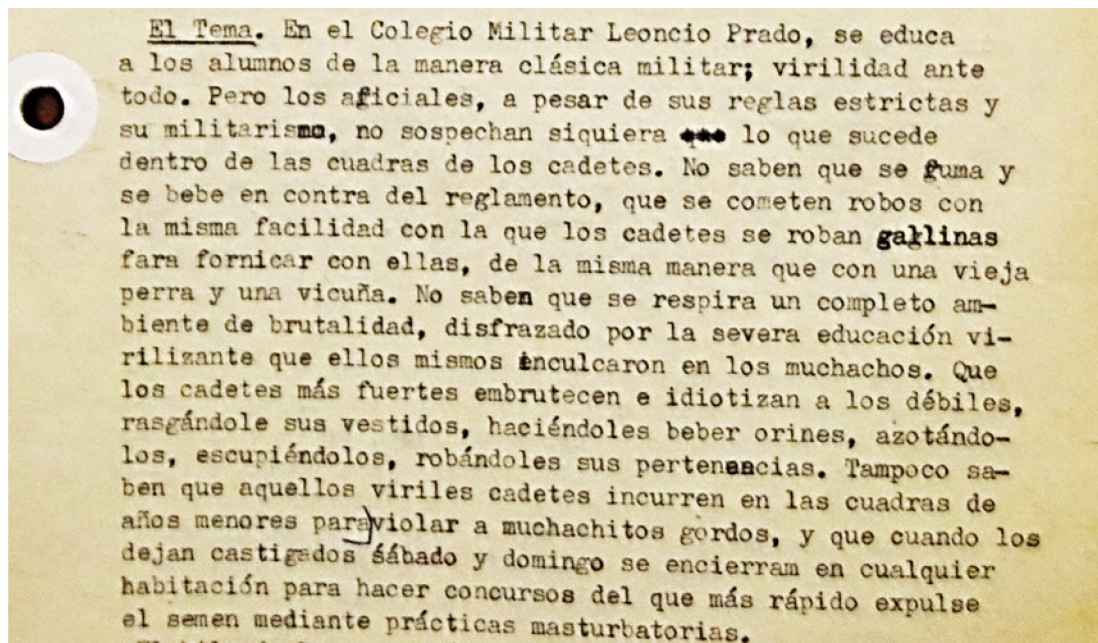 El Tema. En el Colegio Militar Leoncio Prado, se educa
a los alumnos de la manera clásica militar; virilidad ante
todo. Pero los aficiales, a pesar de sus reglas estrictas y
su militarismo, no sospechan siquiera lo que sucede
dentro de las cuadras de los cadetes. No saben que se fuma y
se bebe en contra del reglamento, que se cometen robos con
la misma facilidad con la que los cadetes se roban gallinas
fara fornicar con ellas, de la misma manera que con una vieja
perra y una vicuña. No saben que se respira un completo am-
biente de brutalidad, disfrazado por la severa educación vi-
rilizante que ellos mismos inculcaron en los muchachos. Que
los cadetes más fuertes embrutecen e idiotizan a los débiles,
rasgándole sus vestidos, haciéndoles beber orines, azotándo-
los, escupiéndolos, robándoles sus pertenencias. Tampoco sa-
ben que aquellos viriles cadetes incurren en las cuadras de
años menores para violar a muchachitos gordos, y que cuando los
dejan castigados sábado y domingo se encierram en cualquier
habitación para hacer concursos del que más rápido expulse
el semen mediante prácticas masturbatorias.